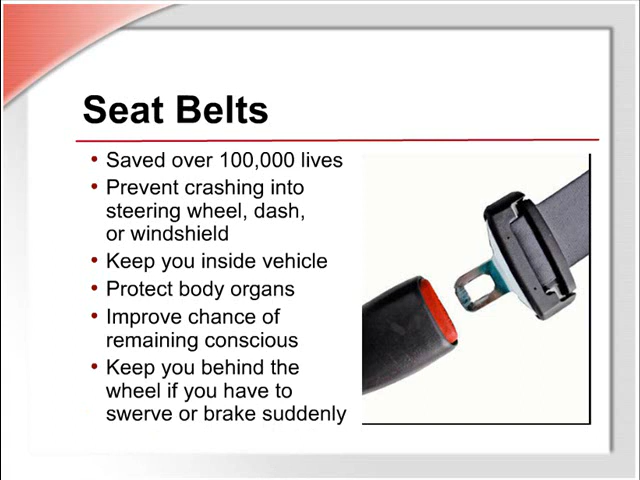 Seat Belts
• Saved over 100,000 lives
• Prevent crashing into
steering wheel, dash,
or windshield
• Keep you inside vehicle
• Protect body organs
• Improve chance of
remaining conscious
• Keep you behind the
wheel if you have to
swerve or brake suddenly